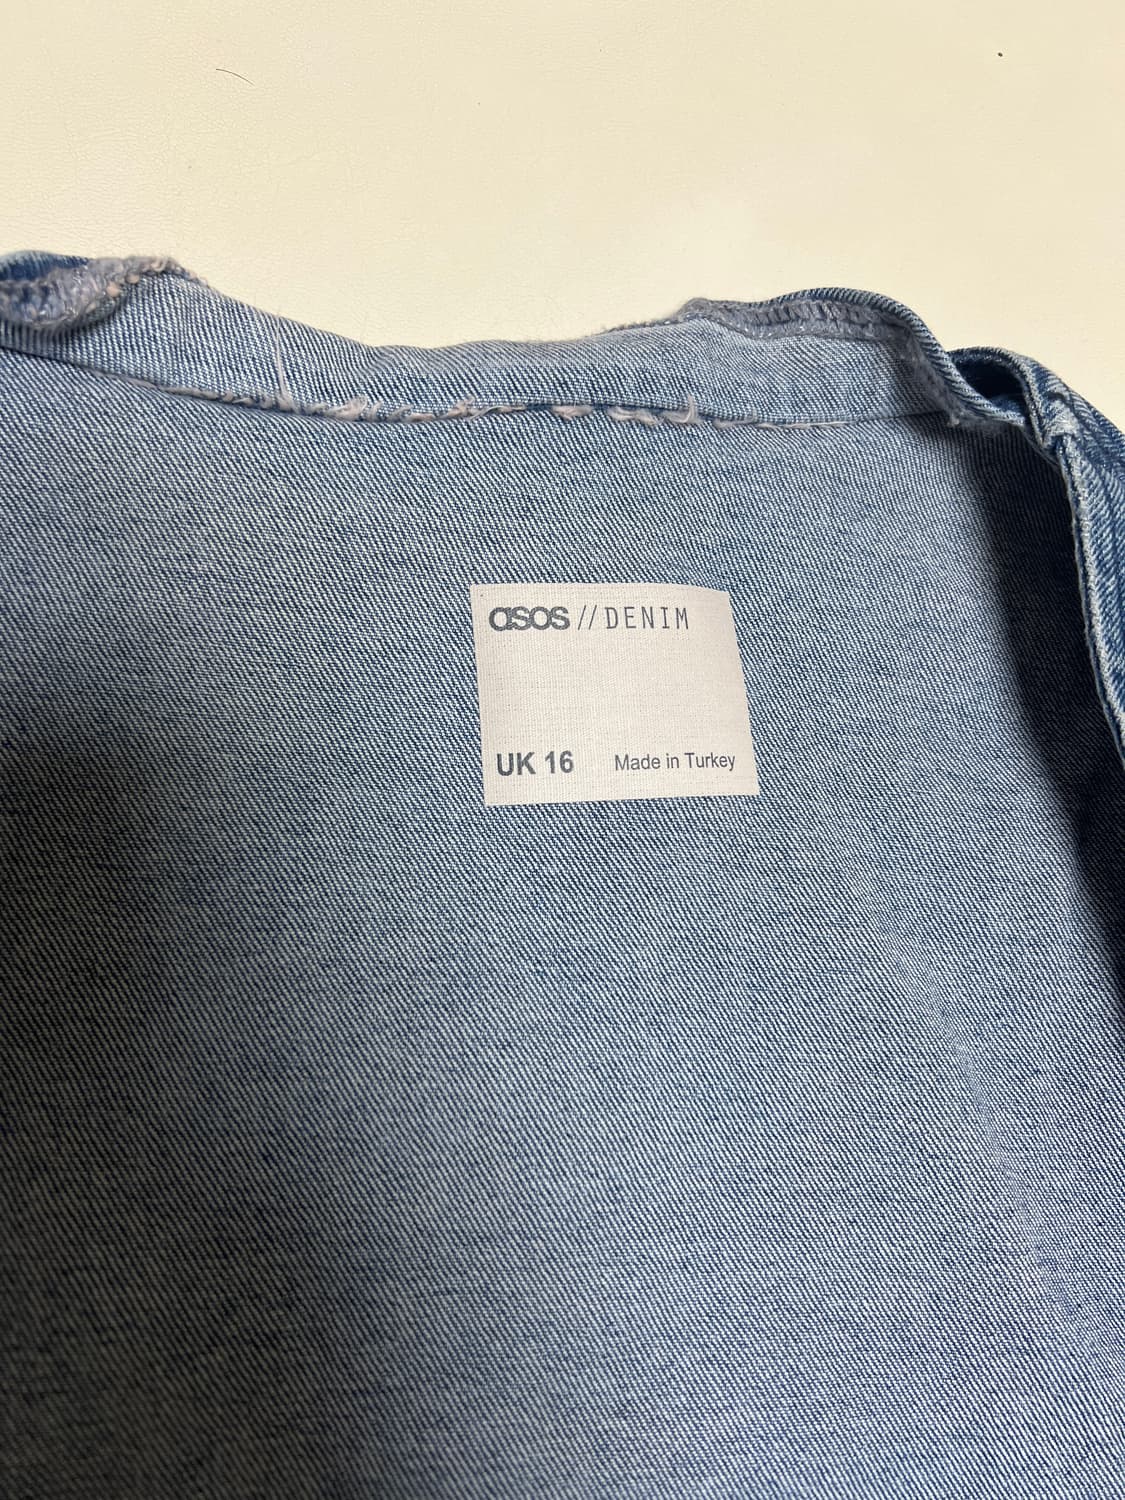 asos // DENIM
UK 16 Made in Turkey